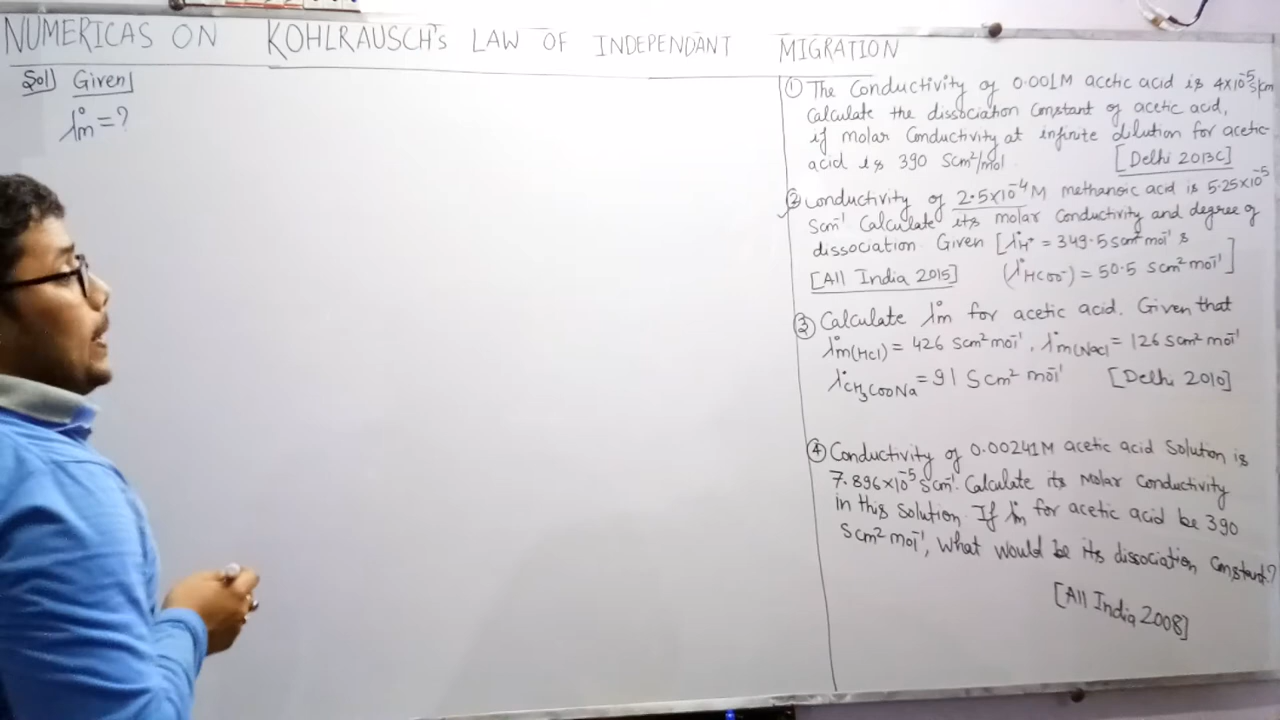 NUMERICAS ON KOHLRAUSCH'S LAW OF INDEPENDANT MIGRATION
Sol) Given
λ°m = ?
① The Conductivity of 0.001M acetic acid is 4×10⁻⁵ S/cm
Calculate the dissociation Constant of acetic acid,
if molar Conductivity at infinite dilution for acetic-
acid is 390 Scm²/mol
[Delhi 2013C]
② Conductivity of 2.5×10⁻⁴M methanoic acid is 5.25×10⁻⁵
Scm⁻¹ Calculate its molar Conductivity and degree of
dissociation. Given [λ°H⁺ = 349.5 Scm² mol⁻¹ &
[All India 2015] (λ°HCOO⁻) = 50.5 Scm² mol⁻¹]
③ Calculate λ°m for acetic acid. Given that
λ°m(HCl) = 426 Scm² mol⁻¹, λ°m(NaCl) = 126 Scm² mol⁻¹
λ°CH₃COONa = 91 S cm² mol⁻¹ [Delhi 2010]
④ Conductivity of 0.00241M acetic acid Solution is
7.896×10⁻⁵ Scm⁻¹. Calculate its Molar Conductivity
in this Solution. If λ°m for acetic acid be 390
Scm² mol⁻¹, What would be its dissociation Constant?
[All India 2008]